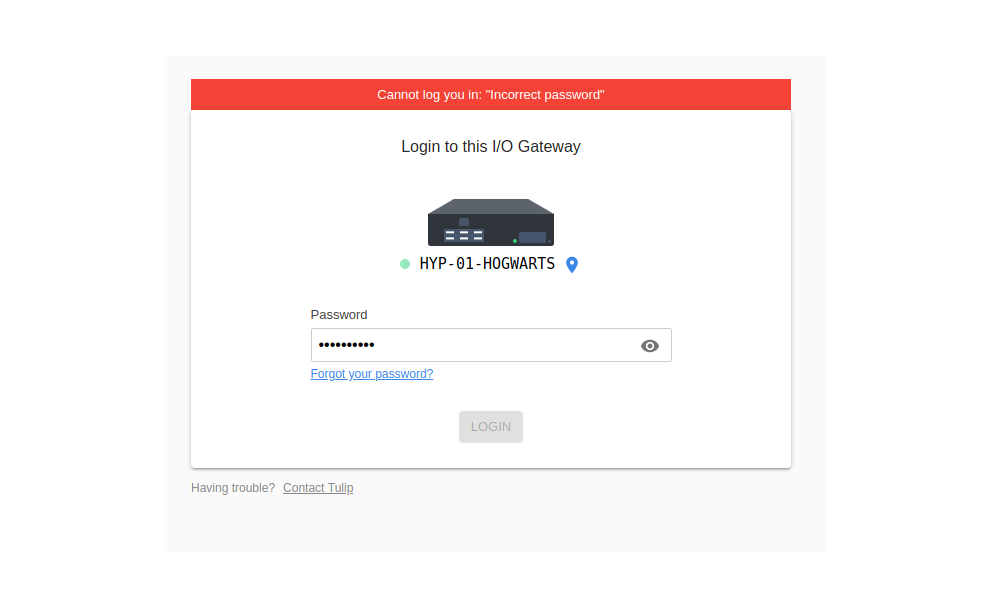 Cannot log you in: "Incorrect password"
Login to this I/O Gateway
HYP-01-HOGWARTS
Password
••••••••••
Forgot your password?
LOGIN
Having trouble? Contact Tulip